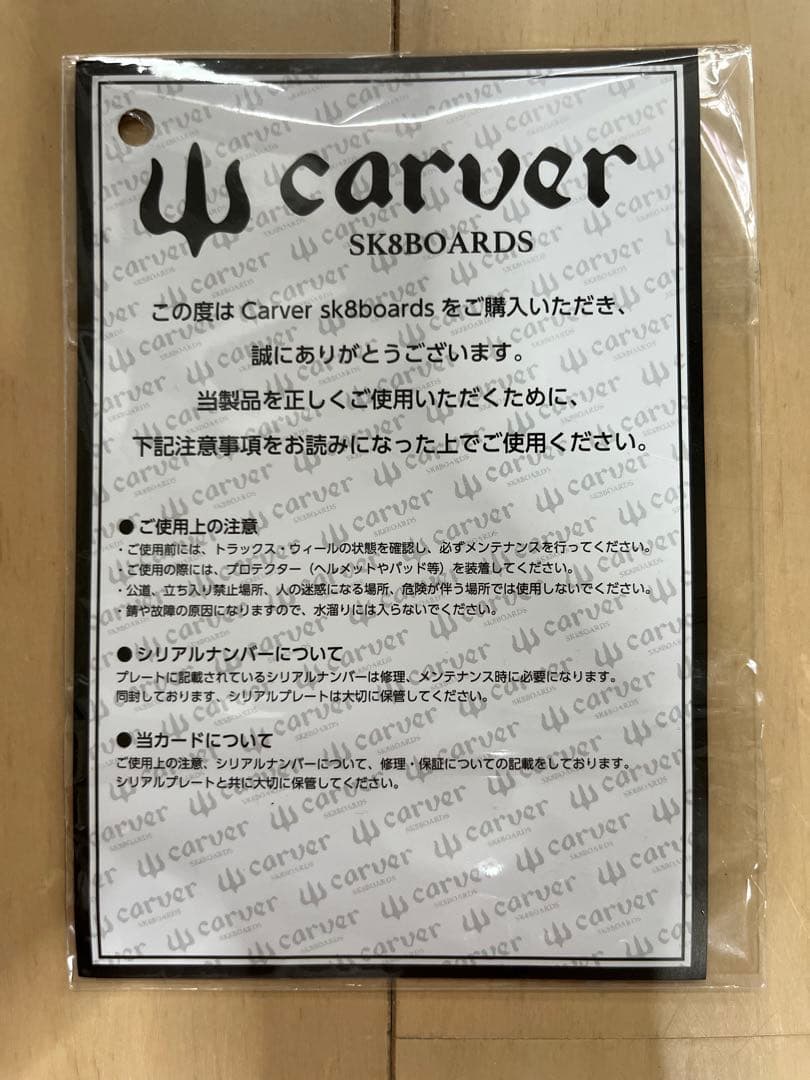 carver
SK8BOARDS
この度は Carver sk8boards をご購入いただき、
誠にありがとうございます。
当製品を正しくご使用いただくために、
下記注意事項をお読みになった上でご使用ください。
● ご使用上の注意
・ご使用前には、トラックス・ウィールの状態を確認し、必ずメンテナンスを行ってください。
・ご使用の際には、プロテクター（ヘルメットやパッド等）を装着してください。
・公道、立ち入り禁止場所、人の迷惑になる場所、危険が伴う場所では使用しないでください。
・錆や故障の原因になりますので、水溜りには入らないでください。
● シリアルナンバーについて
プレートに記載されているシリアルナンバーは修理、メンテナンス時に必要になります。
同封しております、シリアルプレートは大切に保管してください。
● 当カードについて
ご使用上の注意、シリアルナンバーについて、修理・保証についての記載をしております。
シリアルプレートと共に大切に保管してください。